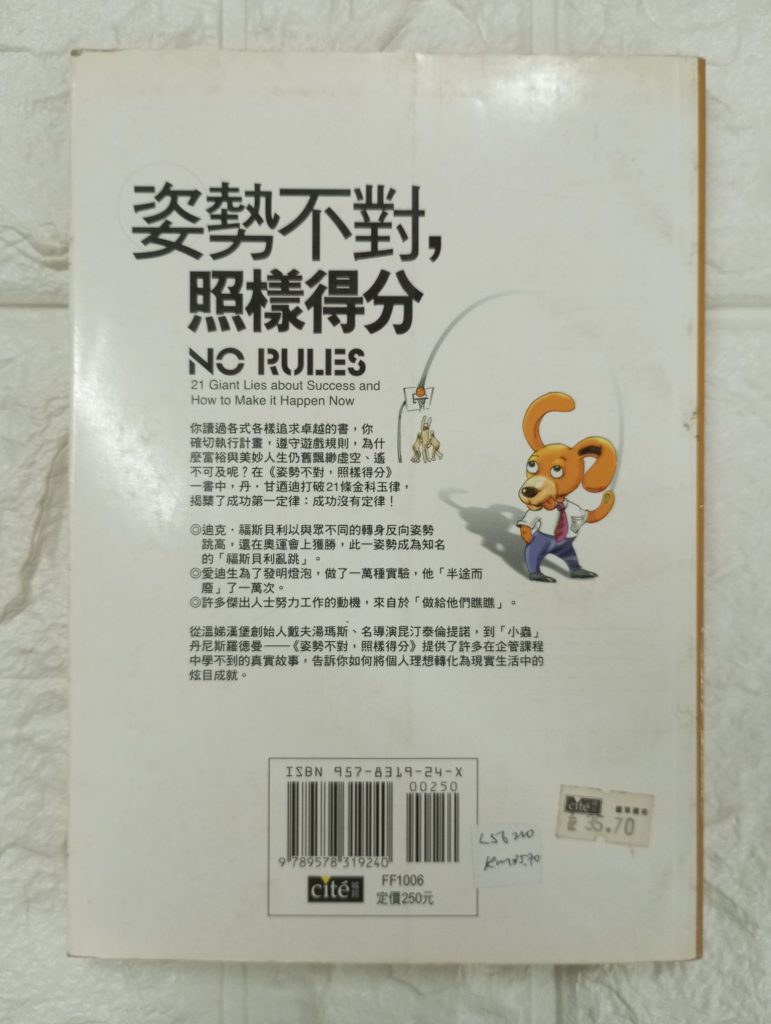 姿勢不對，
照樣得分
NO RULES
21 Giant Lies about Success and
How to Make it Happen Now
你讀過各式各樣追求卓越的書，你
確切執行計畫，遵守遊戲規則，為什
麼富裕與美妙人生仍舊飄緲虛空、遙
不可及呢？在《姿勢不對，照樣得分》
一書中，丹．甘迺迪打破21條金科玉律，
揭櫫了成功第一定律：成功沒有定律！
◎迪克．福斯貝利以與眾不同的轉身反向姿勢
跳高，還在奧運會上獲勝，此一姿勢成為知名
的「福斯貝利亂跳」。
◎愛迪生為了發明燈泡，做了一萬種實驗，他「半途而
廢」了一萬次。
◎許多傑出人士努力工作的動機，來自於「做給他們瞧瞧」。
從溫娣漢堡創始人戴夫湯瑪斯、名導演昆汀泰倫提諾，到「小蟲」
丹尼斯羅德曼——《姿勢不對，照樣得分》提供了許多在企管課程
中學不到的真實故事，告訴你如何將個人理想轉化為現實生活中的
炫目成就。
ISBN 957-8319-24-X
00250
9 789578 319240
cité 城邦
FF1006
定價250元
cité
35.70